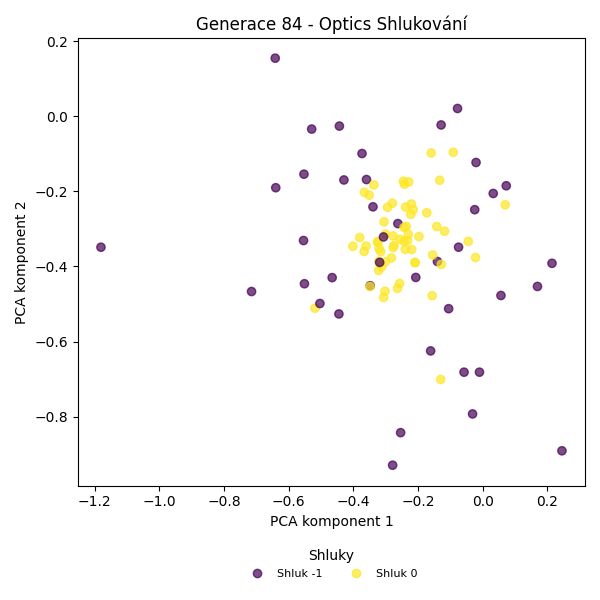 Generace 84 - Optics Shlukování
0.2
0.0
−0.2
−0.4
−0.6
−0.8
PCA komponent 2
−1.2 −1.0 −0.8 −0.6 −0.4 −0.2 0.0 0.2
PCA komponent 1
Shluky
Shluk -1 Shluk 0